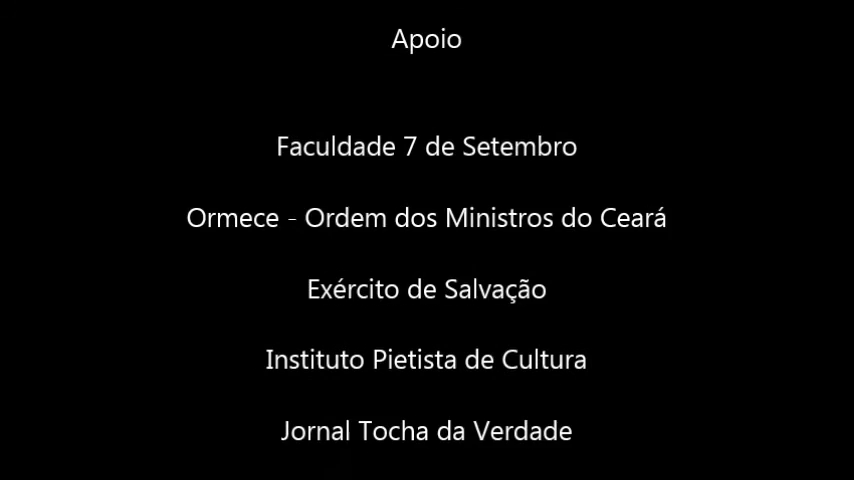 Apoio
Faculdade 7 de Setembro
Ormece - Ordem dos Ministros do Ceará
Exército de Salvação
Instituto Pietista de Cultura
Jornal Tocha da Verdade